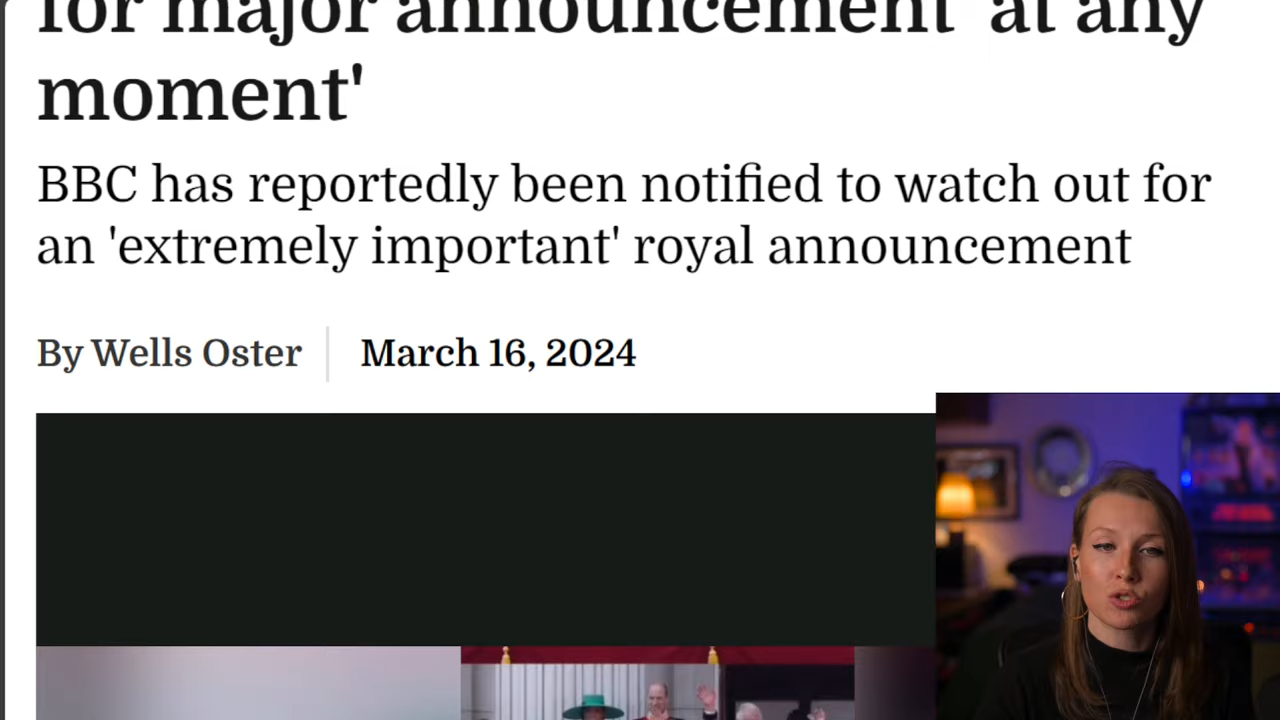 for major announcement 'at any
moment'
BBC has reportedly been notified to watch out for
an 'extremely important' royal announcement
By Wells Oster
March 16, 2024